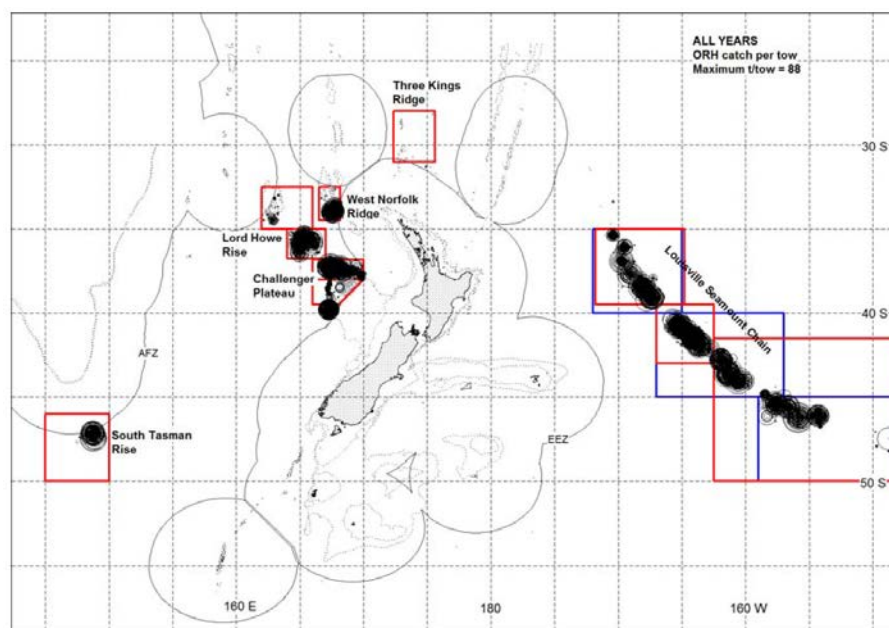 ALL YEARS
ORH catch per tow
Maximum t/tow = 88
Three Kings
Ridge
30 S
West Norfolk
Ridge
Lord Howe
Rise
Challenger
Plateau
Louisville Seamount Chain
40 S
AFZ
South Tasman
Rise
EEZ
50 S
160 E
180
160 W